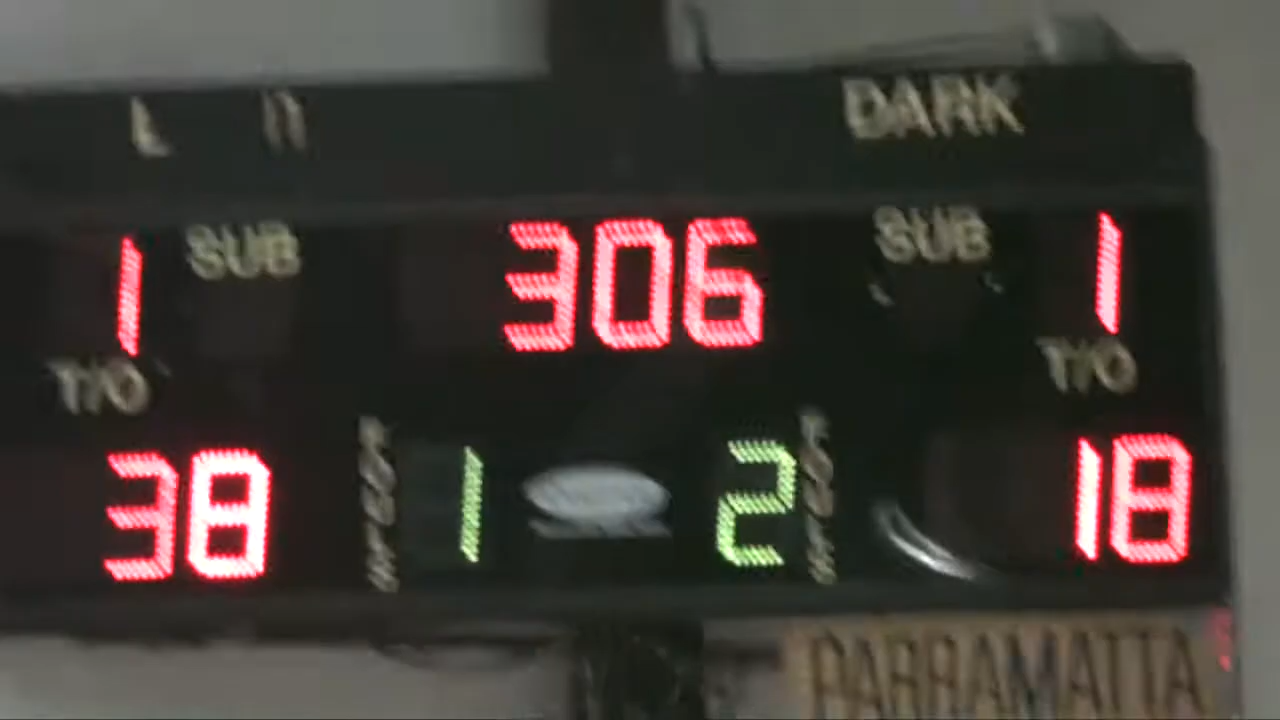 DARK
1 SUB 306 SUB 1
T/O T/O
38 1 2 18
PARRAMATTA